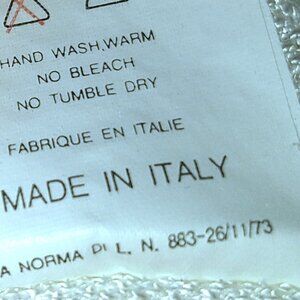 HAND WASH,WARM
NO BLEACH
NO TUMBLE DRY
FABRIQUE EN ITALIE
MADE IN ITALY
A NORMA DI L. N. 883-26/11/73